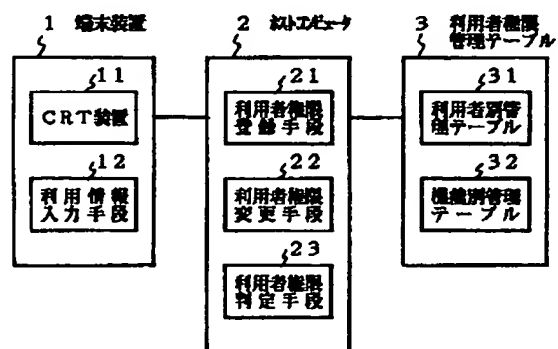 1 端末装置
2 ホストコンピュータ
3 利用者権限
管理テーブル
11
CRT装置
12
利用情報
入力手段
21
利用者権限
登録手段
22
利用者権限
変更手段
23
利用者権限
判定手段
31
利用者別管
理テーブル
32
機能別管理
テーブル